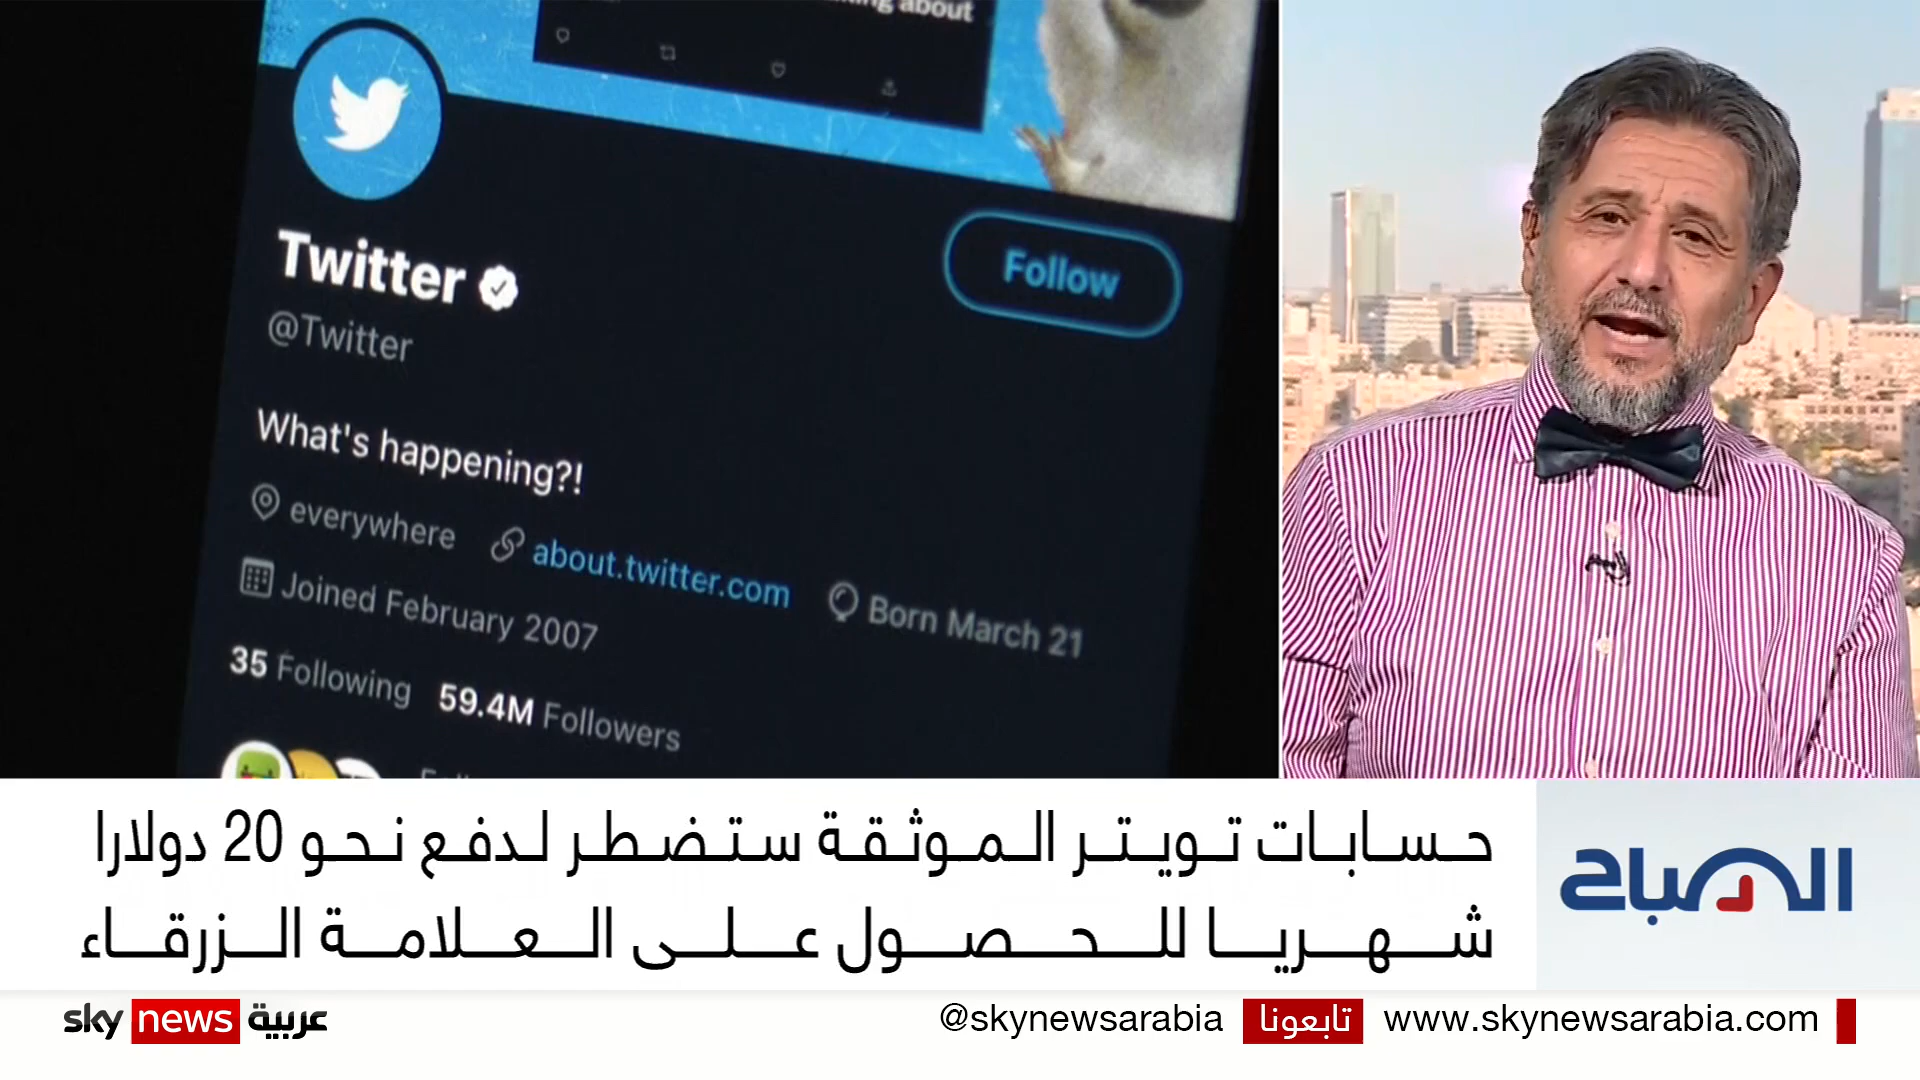 about
Twitter
@Twitter
Follow
What's happening?!
everywhere about.twitter.com Born March 21
Joined February 2007
35 Following 59.4M Followers
حسابات تويتر الموثقة ستضطر لدفع نحو 20 دولارا
شهريا للحصول على العلامة الزرقاء
الصباح
sky news عربية
@skynewsarabia تابعونا www.skynewsarabia.com